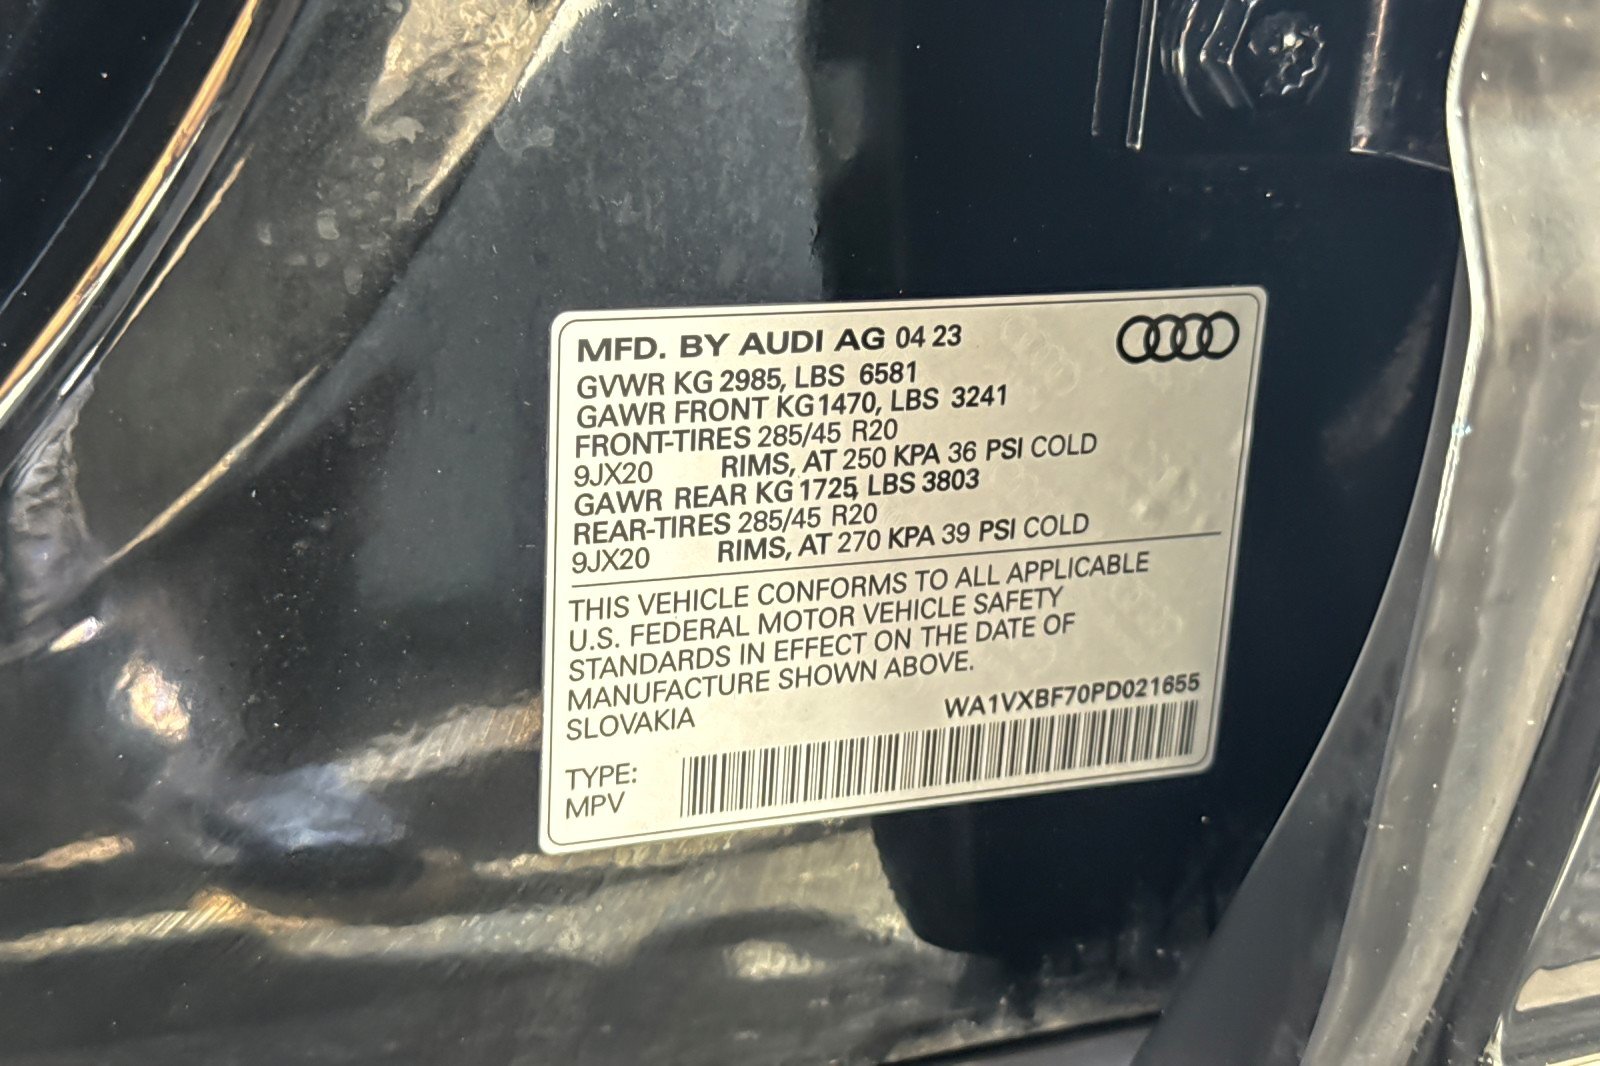 MFD. BY AUDI AG 04 23
GVWR KG 2985, LBS 6581
GAWR FRONT KG 1470, LBS 3241
FRONT-TIRES 285/45 R20
9JX20 RIMS, AT 250 KPA 36 PSI COLD
GAWR REAR KG 1725, LBS 3803
REAR-TIRES 285/45 R20
9JX20 RIMS, AT 270 KPA 39 PSI COLD
THIS VEHICLE CONFORMS TO ALL APPLICABLE
U.S. FEDERAL MOTOR VEHICLE SAFETY
STANDARDS IN EFFECT ON THE DATE OF
MANUFACTURE SHOWN ABOVE.
SLOVAKIA
WA1VXBF70PD021655
TYPE:
MPV